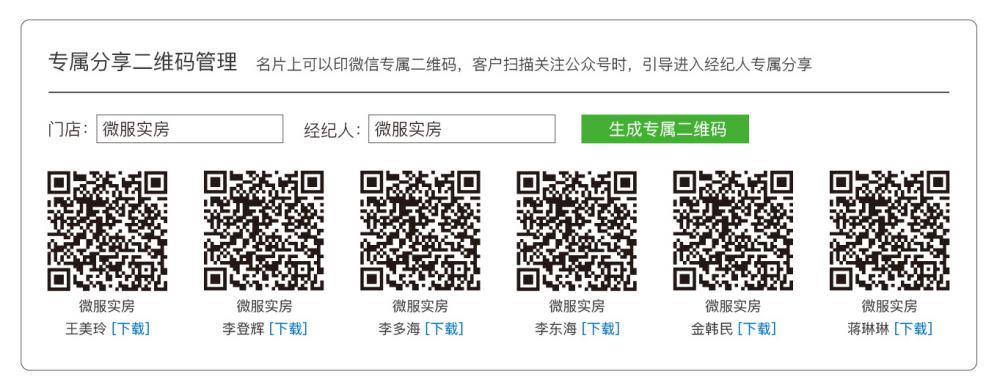 专属分享二维码管理 名片上可以印微信专属二维码，客户扫描关注公众号时，引导进入经纪人专属分享
门店： 微服实房 经纪人： 微服实房 生成专属二维码
微服实房 微服实房 微服实房 微服实房 微服实房 微服实房
王美玲 [下载] 李登辉 [下载] 李多海 [下载] 李东海 [下载] 金韩民 [下载] 蒋琳琳 [下载]